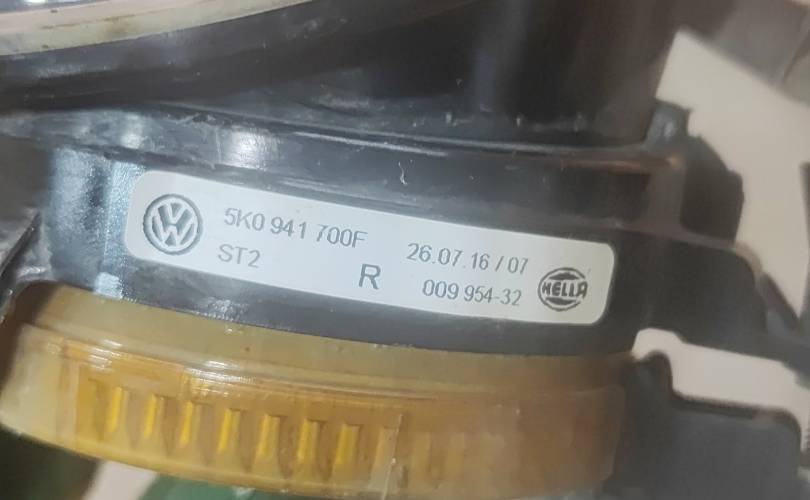 5K0 941 700F 26.07.16 / 07
ST2 R 009 954-32 HELLA